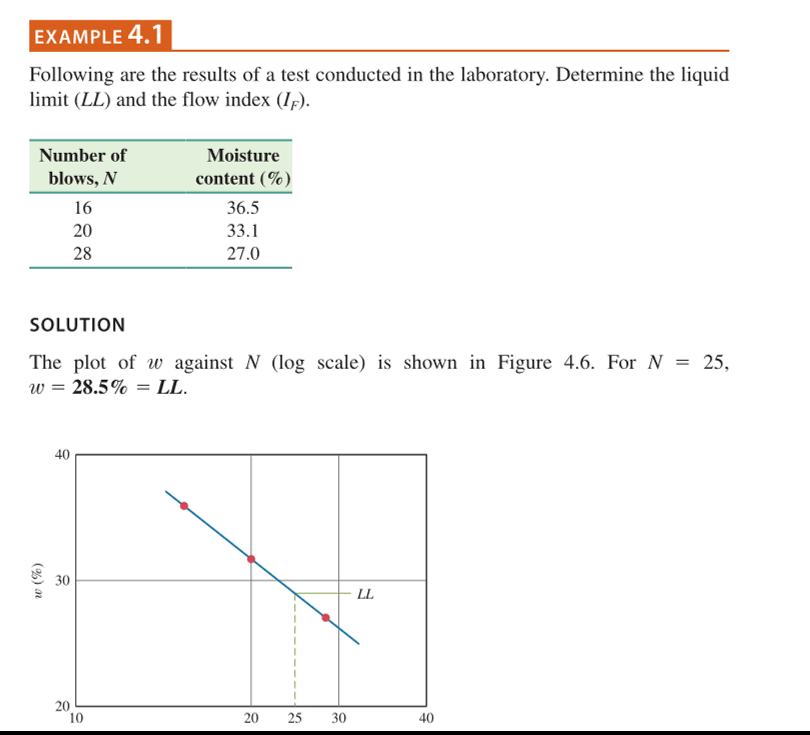 EXAMPLE 4.1
Following are the results of a test conducted in the laboratory. Determine the liquid
limit (LL) and the flow index (I_F).
Number of blows, N
Moisture content (%)
16 36.5
20 33.1
28 27.0
SOLUTION
The plot of w against N (log scale) is shown in Figure 4.6. For N = 25,
w = 28.5% = LL.
40
w (%)
30
LL
20
10 20 25 30 40